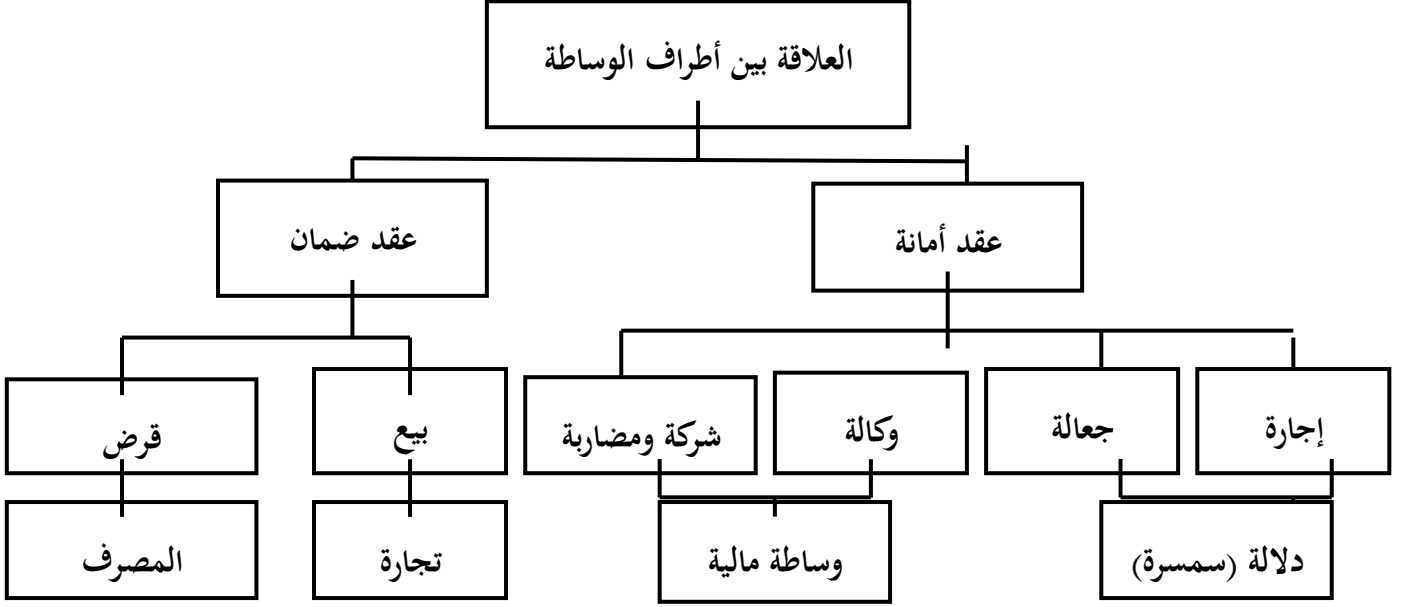 العلاقة بين أطراف الوساطة
عقد أمانة
عقد ضمان
إجارة
جعالة
وكالة
شركة ومضاربة
بيع
قرض
دلالة (سمسرة)
وساطة مالية
تجارة
المصرف